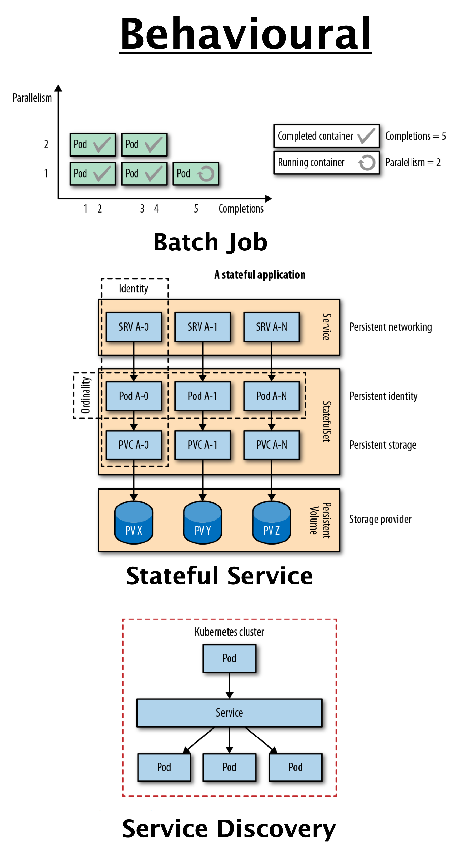 Behavioural
Parallelism
2
1
Pod
Pod
Pod
Pod
Pod
1 2 3 4 5 Completions
Completed container
Completions = 5
Running container
Parallelism = 2
Batch Job
A stateful application
Identity
SRV A-0
SRV A-1
SRV A-N
Service
Persistent networking
Ordinality
Pod A-0
Pod A-1
Pod A-N
Persistent identity
StatefulSet
PVC A-0
PVC A-1
PVC A-N
Persistent storage
PV X
PV Y
PV Z
Persistent
Volume
Storage provider
Stateful Service
Kubernetes cluster
Pod
Service
Pod
Pod
Pod
Service Discovery